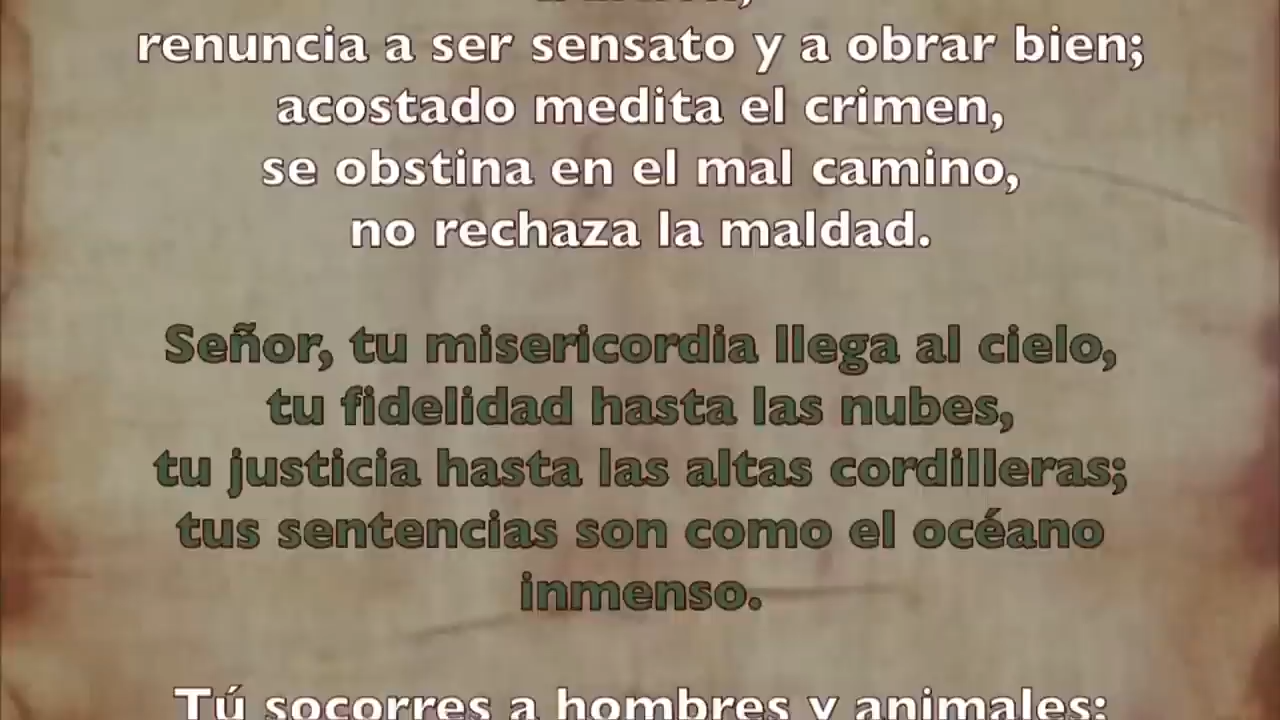 renuncia a ser sensato y a obrar bien;
acostado medita el crimen,
se obstina en el mal camino,
no rechaza la maldad.
Señor, tu misericordia llega al cielo,
tu fidelidad hasta las nubes,
tu justicia hasta las altas cordilleras;
tus sentencias son como el océano
inmenso.
Tú socorres a hombres y animales;